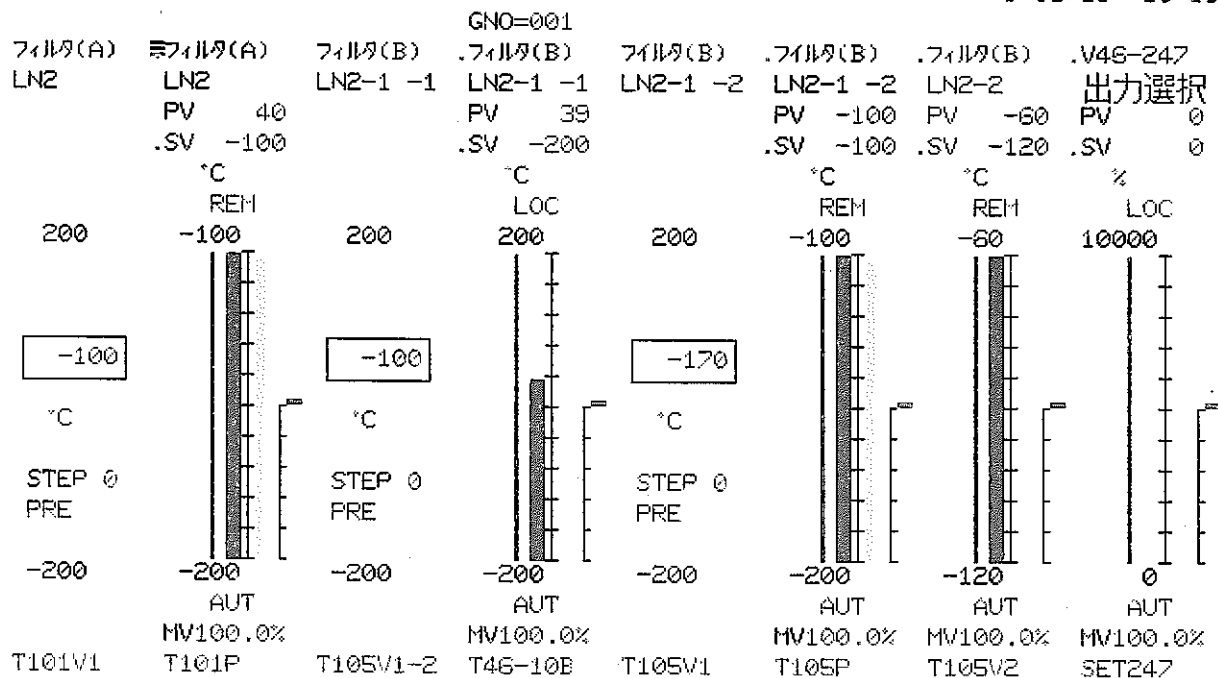 GNO=001
フィルタ(A) フィルタ(A) フィルタ(B) .フィルタ(B) フイルタ(B) .フイルタ(B) .フィルタ(B) .V46-247
LN2 LN2 LN2-1 -1 LN2-1 -1 LN2-1 -2 LN2-1 -2 LN2-2 出力選択
PV 40 PV 39 PV -100 PV -60 PV 0
.SV -100 .SV -200 .SV -100 .SV -120 .SV 0
°C °C °C °C %
REM LOC REM REM LOC
200 -100 200 200 200 -100 -60 10000
-100 -100 -170
°C °C °C
STEP 0 STEP 0 STEP 0
PRE PRE PRE
-200 -200 -200 -200 -200 -200 -120 0
AUT AUT AUT AUT AUT
MV100.0% MV100.0% MV100.0% MV100.0% MV100.0%
T101V1 T101P T105V1-2 T46-10B T105V1 T105P T105V2 SET247